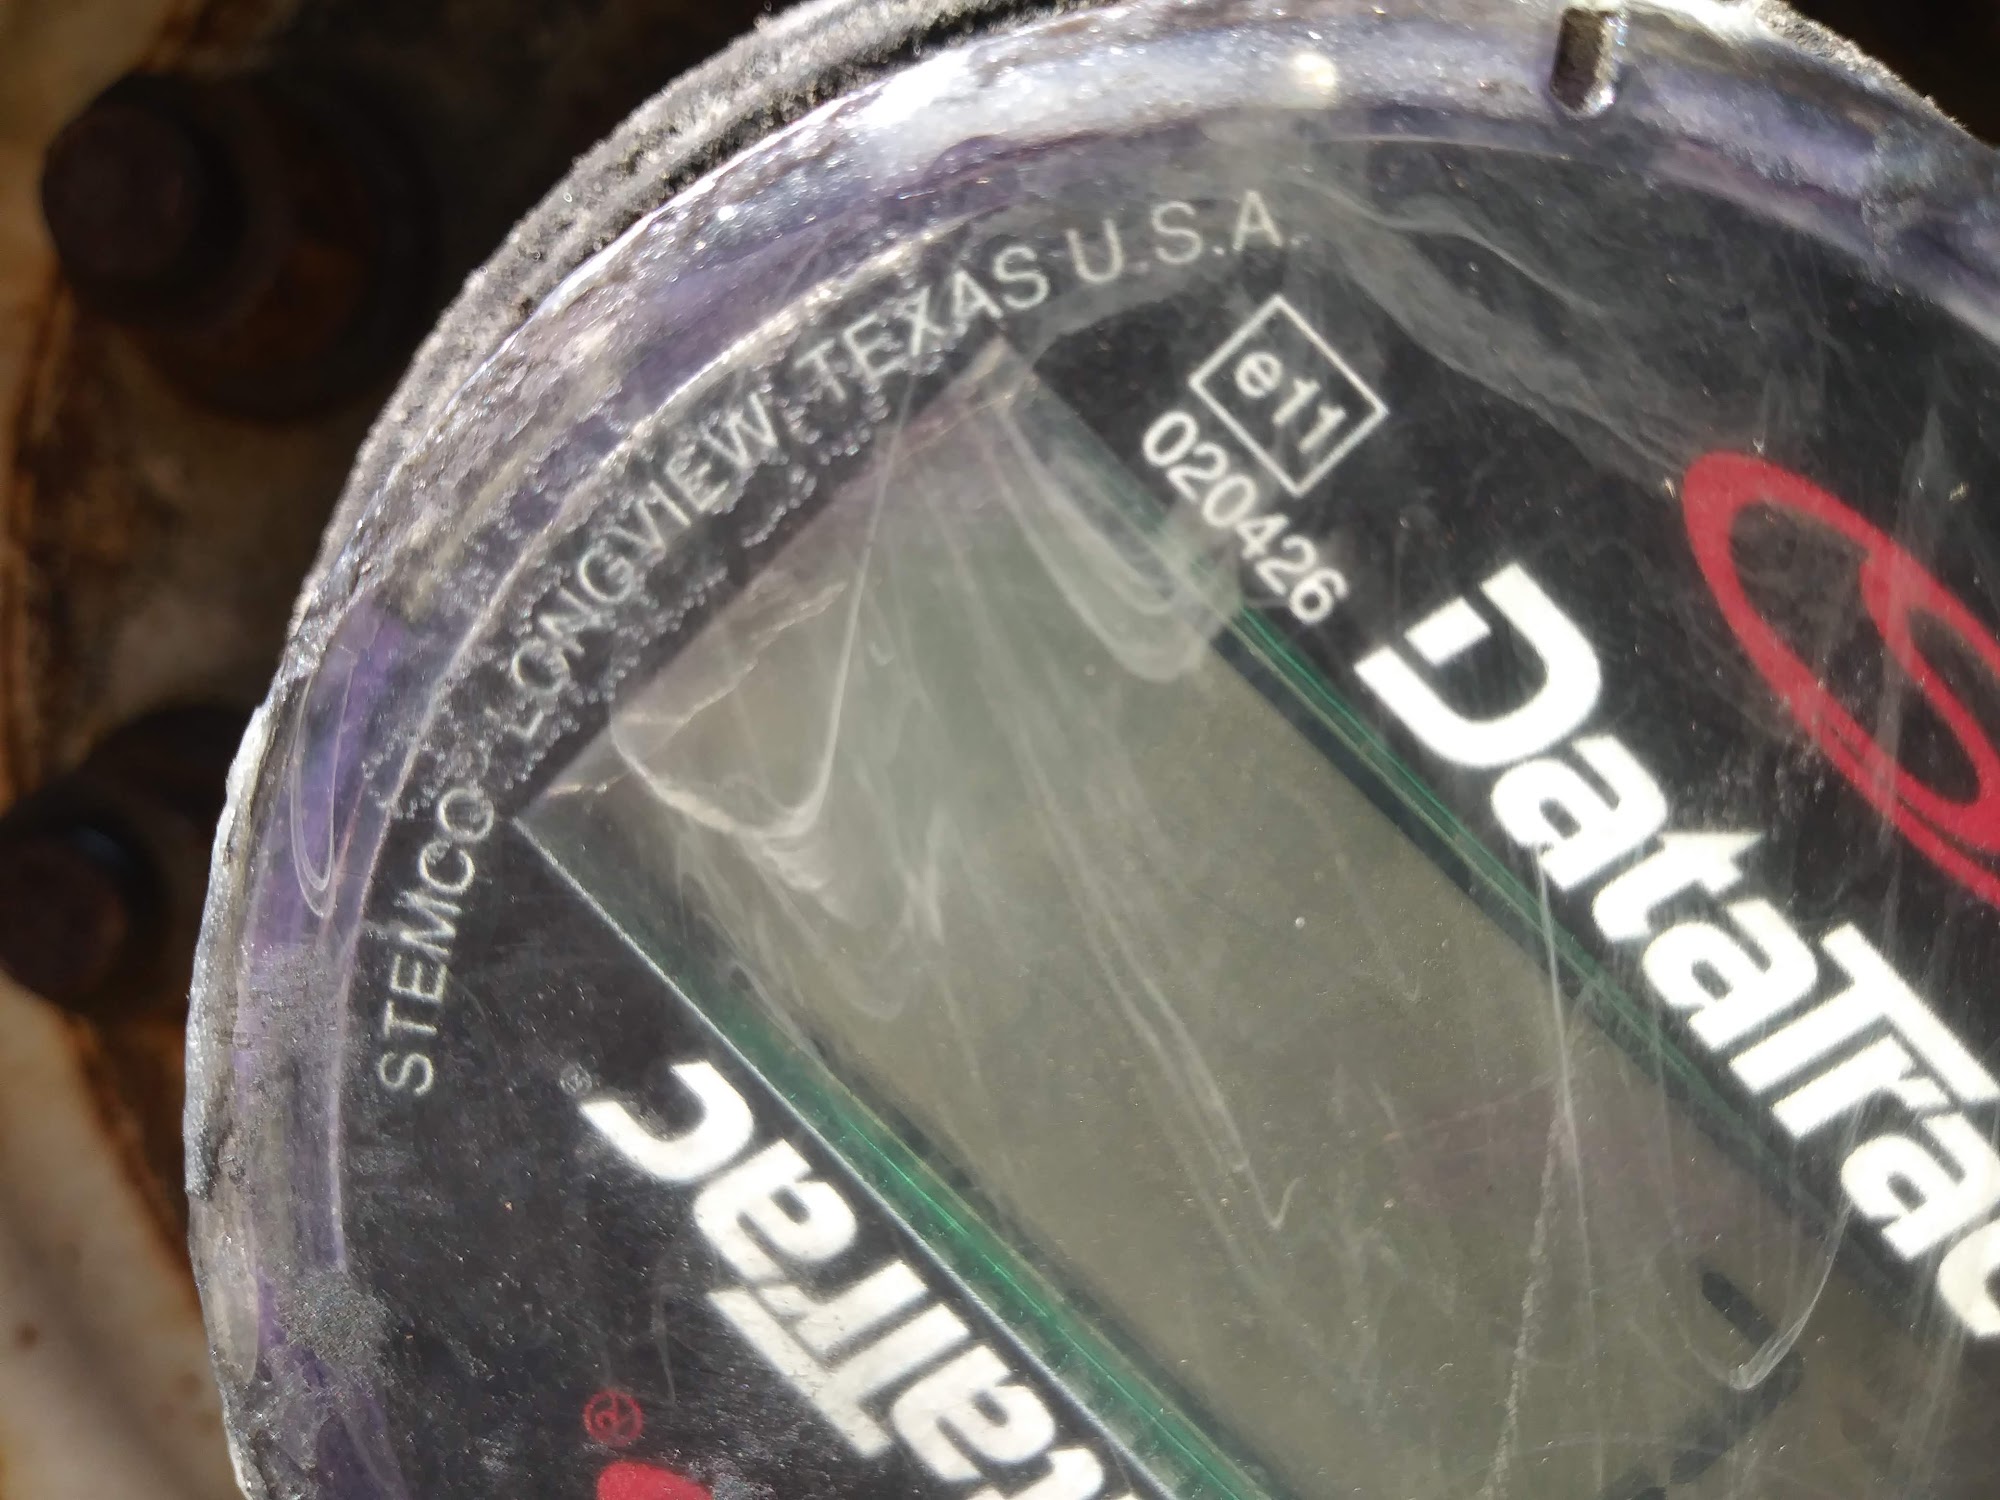 STEMCO LONGVIEW TEXAS U.S.A.
e11
020426
DataTrac
DataTrac
®